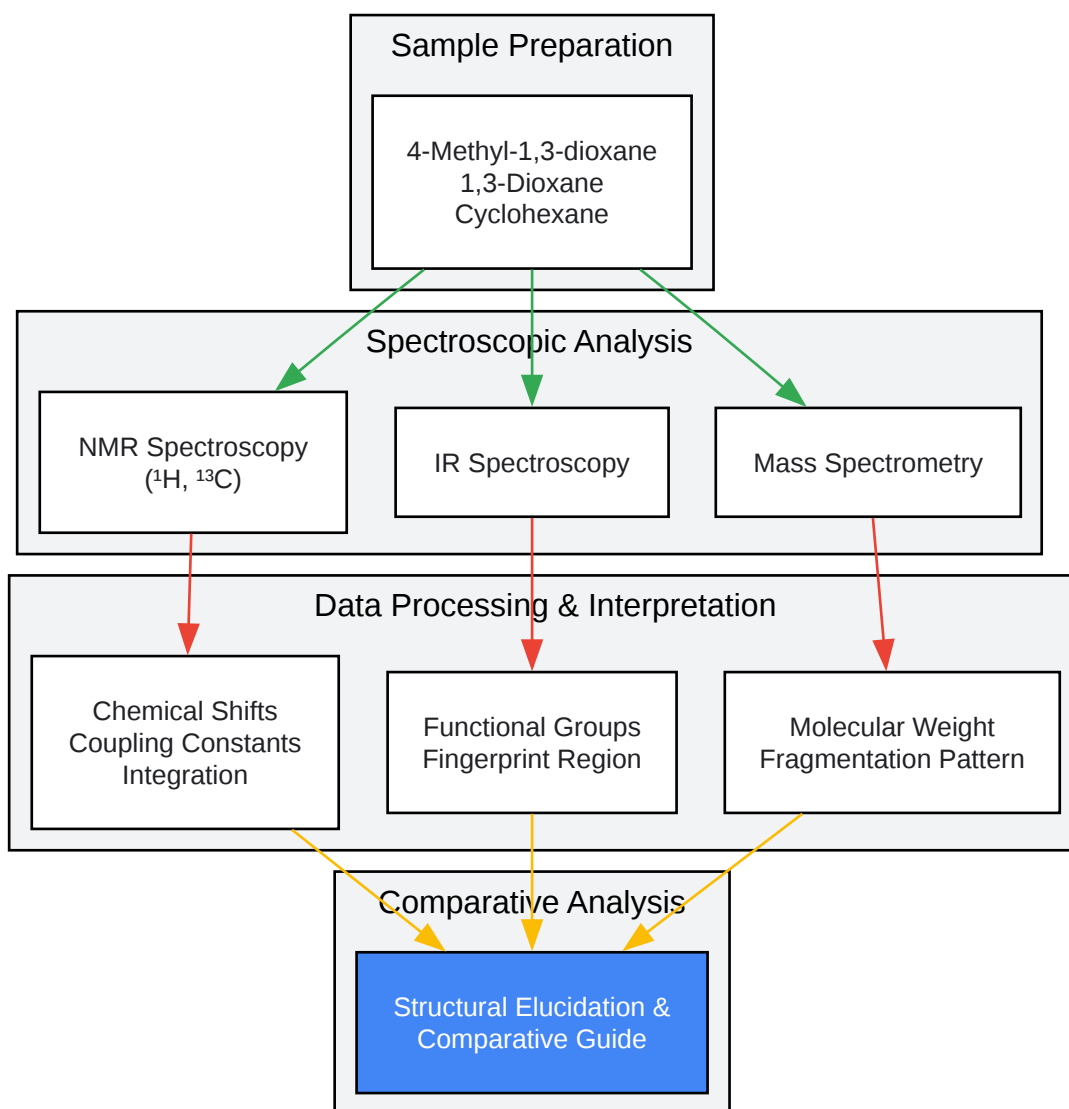 Sample Preparation
4-Methyl-1,3-dioxane
1,3-Dioxane
Cyclohexane
Spectroscopic Analysis
NMR Spectroscopy
(¹H, ¹³C)
IR Spectroscopy
Mass Spectrometry
Data Processing & Interpretation
Chemical Shifts
Coupling Constants
Integration
Functional Groups
Fingerprint Region
Molecular Weight
Fragmentation Pattern
Comparative Analysis
Structural Elucidation &
Comparative Guide